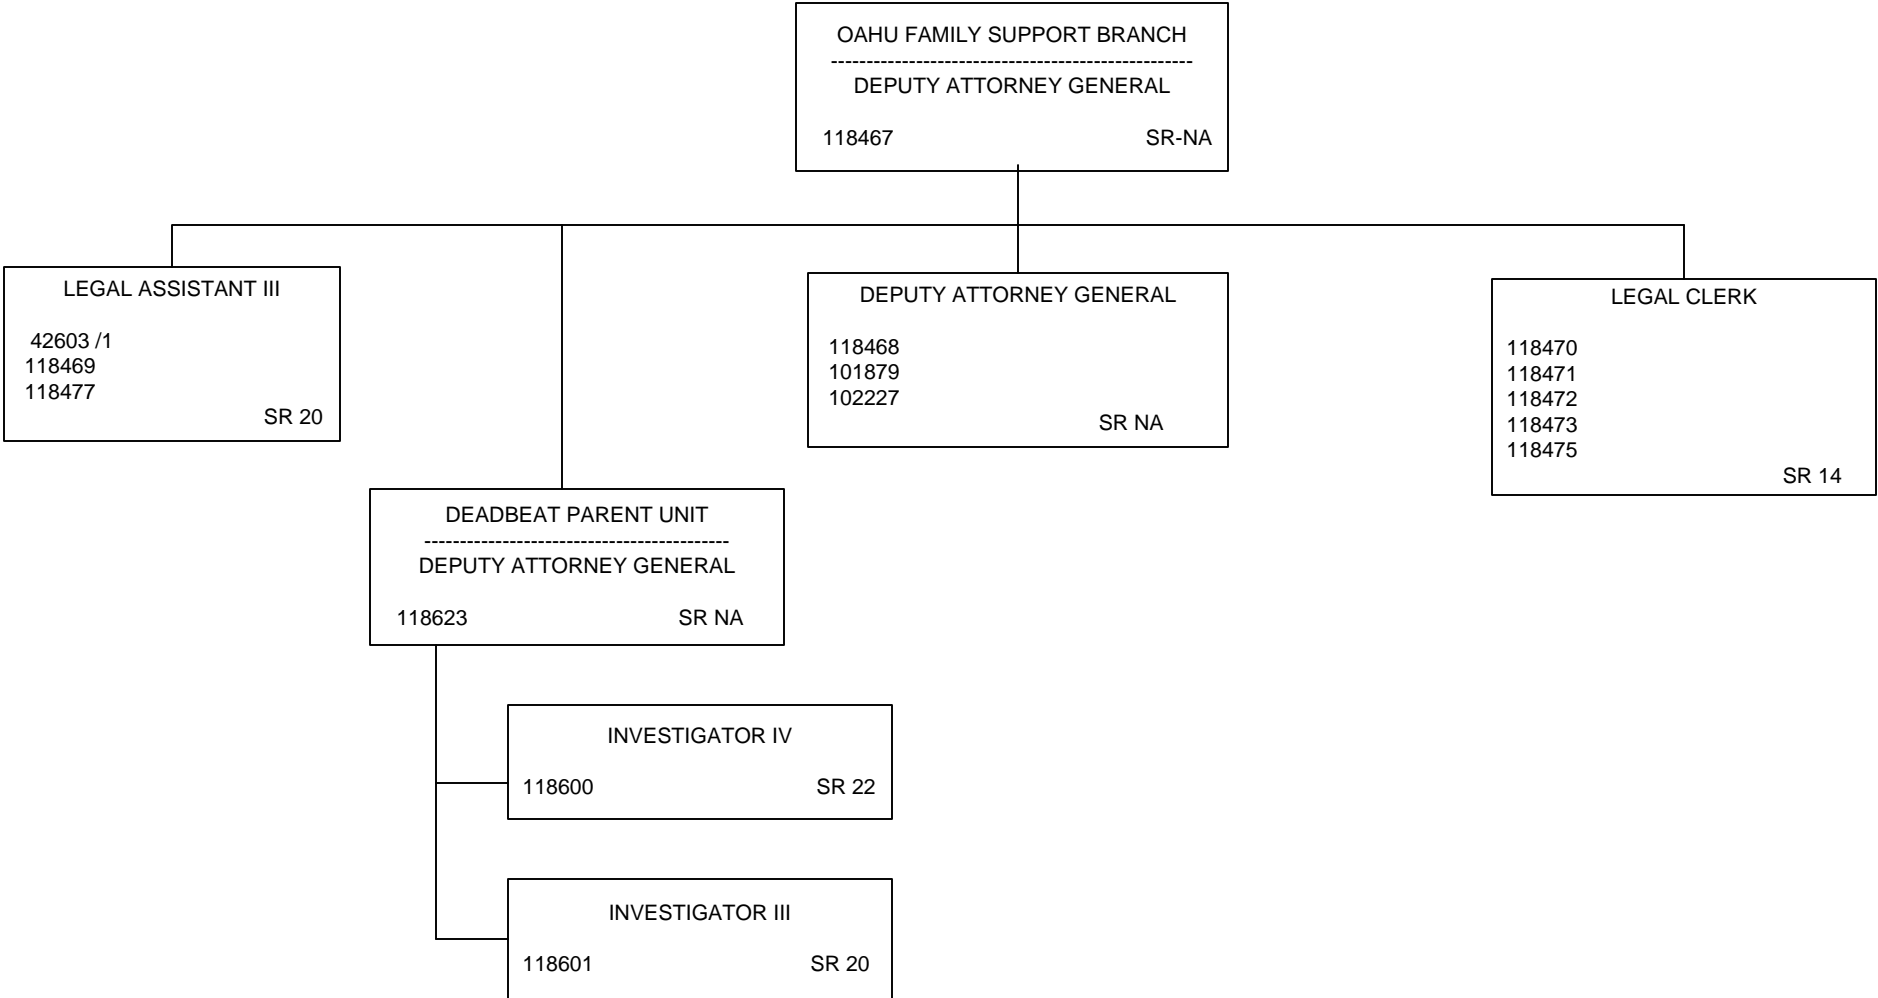 OAHU FAMILY SUPPORT BRANCH
---------------------------------------------------
DEPUTY ATTORNEY GENERAL
118467 SR-NA
LEGAL ASSISTANT III
42603 /1
118469
118477
SR 20
DEPUTY ATTORNEY GENERAL
118468
101879
102227
SR NA
LEGAL CLERK
118470
118471
118472
118473
118475
SR 14
DEADBEAT PARENT UNIT
-------------------------------------------
DEPUTY ATTORNEY GENERAL
118623 SR NA
INVESTIGATOR IV
118600 SR 22
INVESTIGATOR III
118601 SR 20